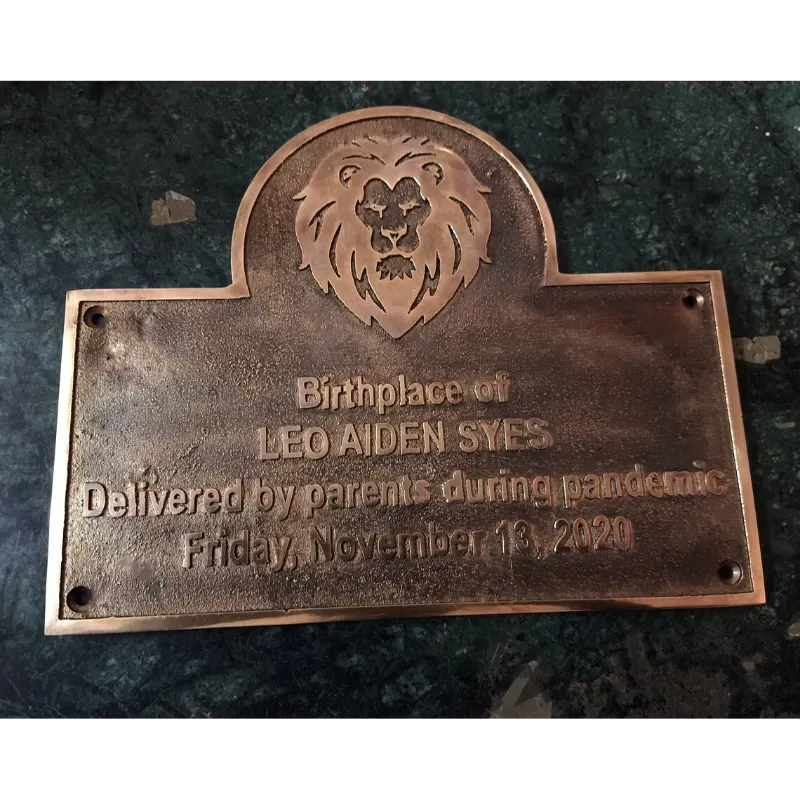 Birthplace of
LEO AIDEN SYES
Delivered by parents during pandemic
Friday, November 13, 2020